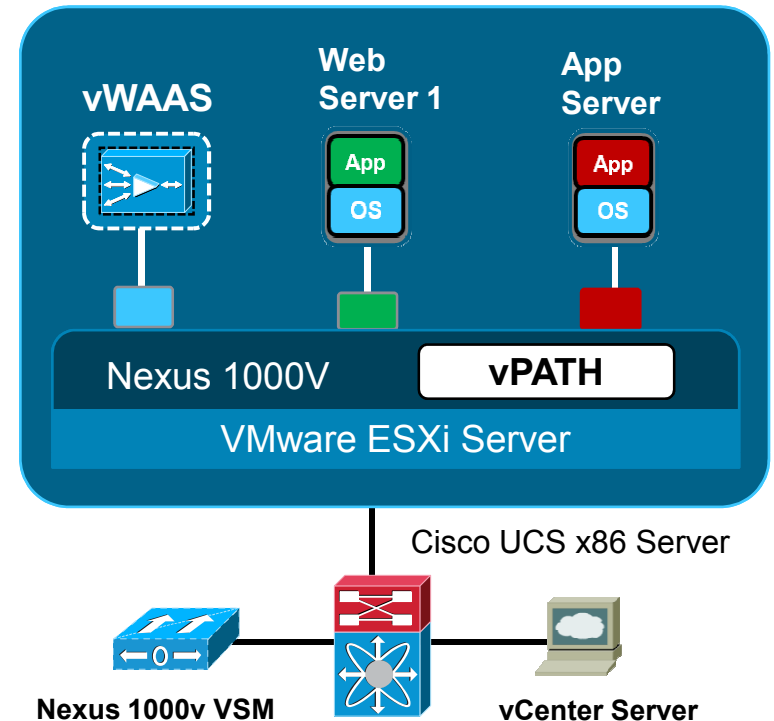 vWAAS
Web
Server 1
App
Server
App
OS
App
OS
Nexus 1000V
vPATH
VMware ESXi Server
Cisco UCS x86 Server
0
Nexus 1000v VSM
vCenter Server